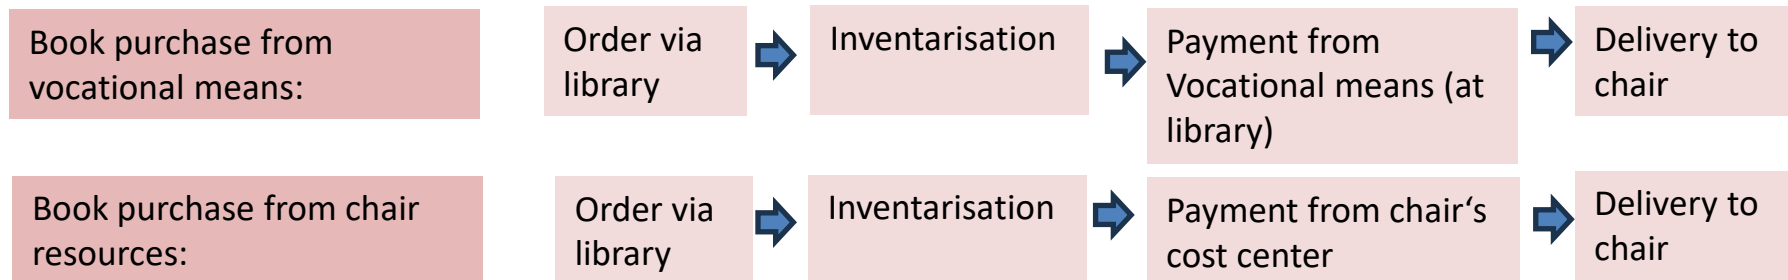 Book purchase from
vocational means:
Order via
library
Inventarisation
Payment from
Vocational means (at
library)
Delivery to
chair
Book purchase from chair
resources:
Order via
library
Inventarisation
Payment from chair‘s
cost center
Delivery to
chair